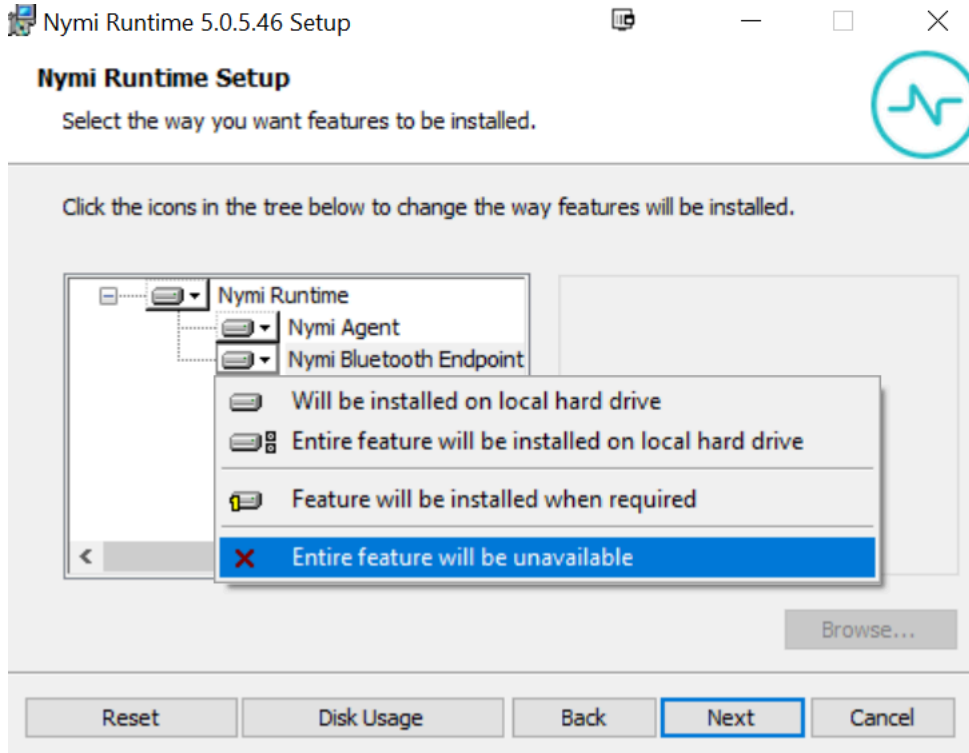 Nymi Runtime 5.0.5.46 Setup
Nymi Runtime Setup
Select the way you want features to be installed.
Click the icons in the tree below to change the way features will be installed.
Nymi Runtime
Nymi Agent
Nymi Bluetooth Endpoint
Will be installed on local hard drive
Entire feature will be installed on local hard drive
Feature will be installed when required
Entire feature will be unavailable
Browse...
Reset Disk Usage Back Next Cancel